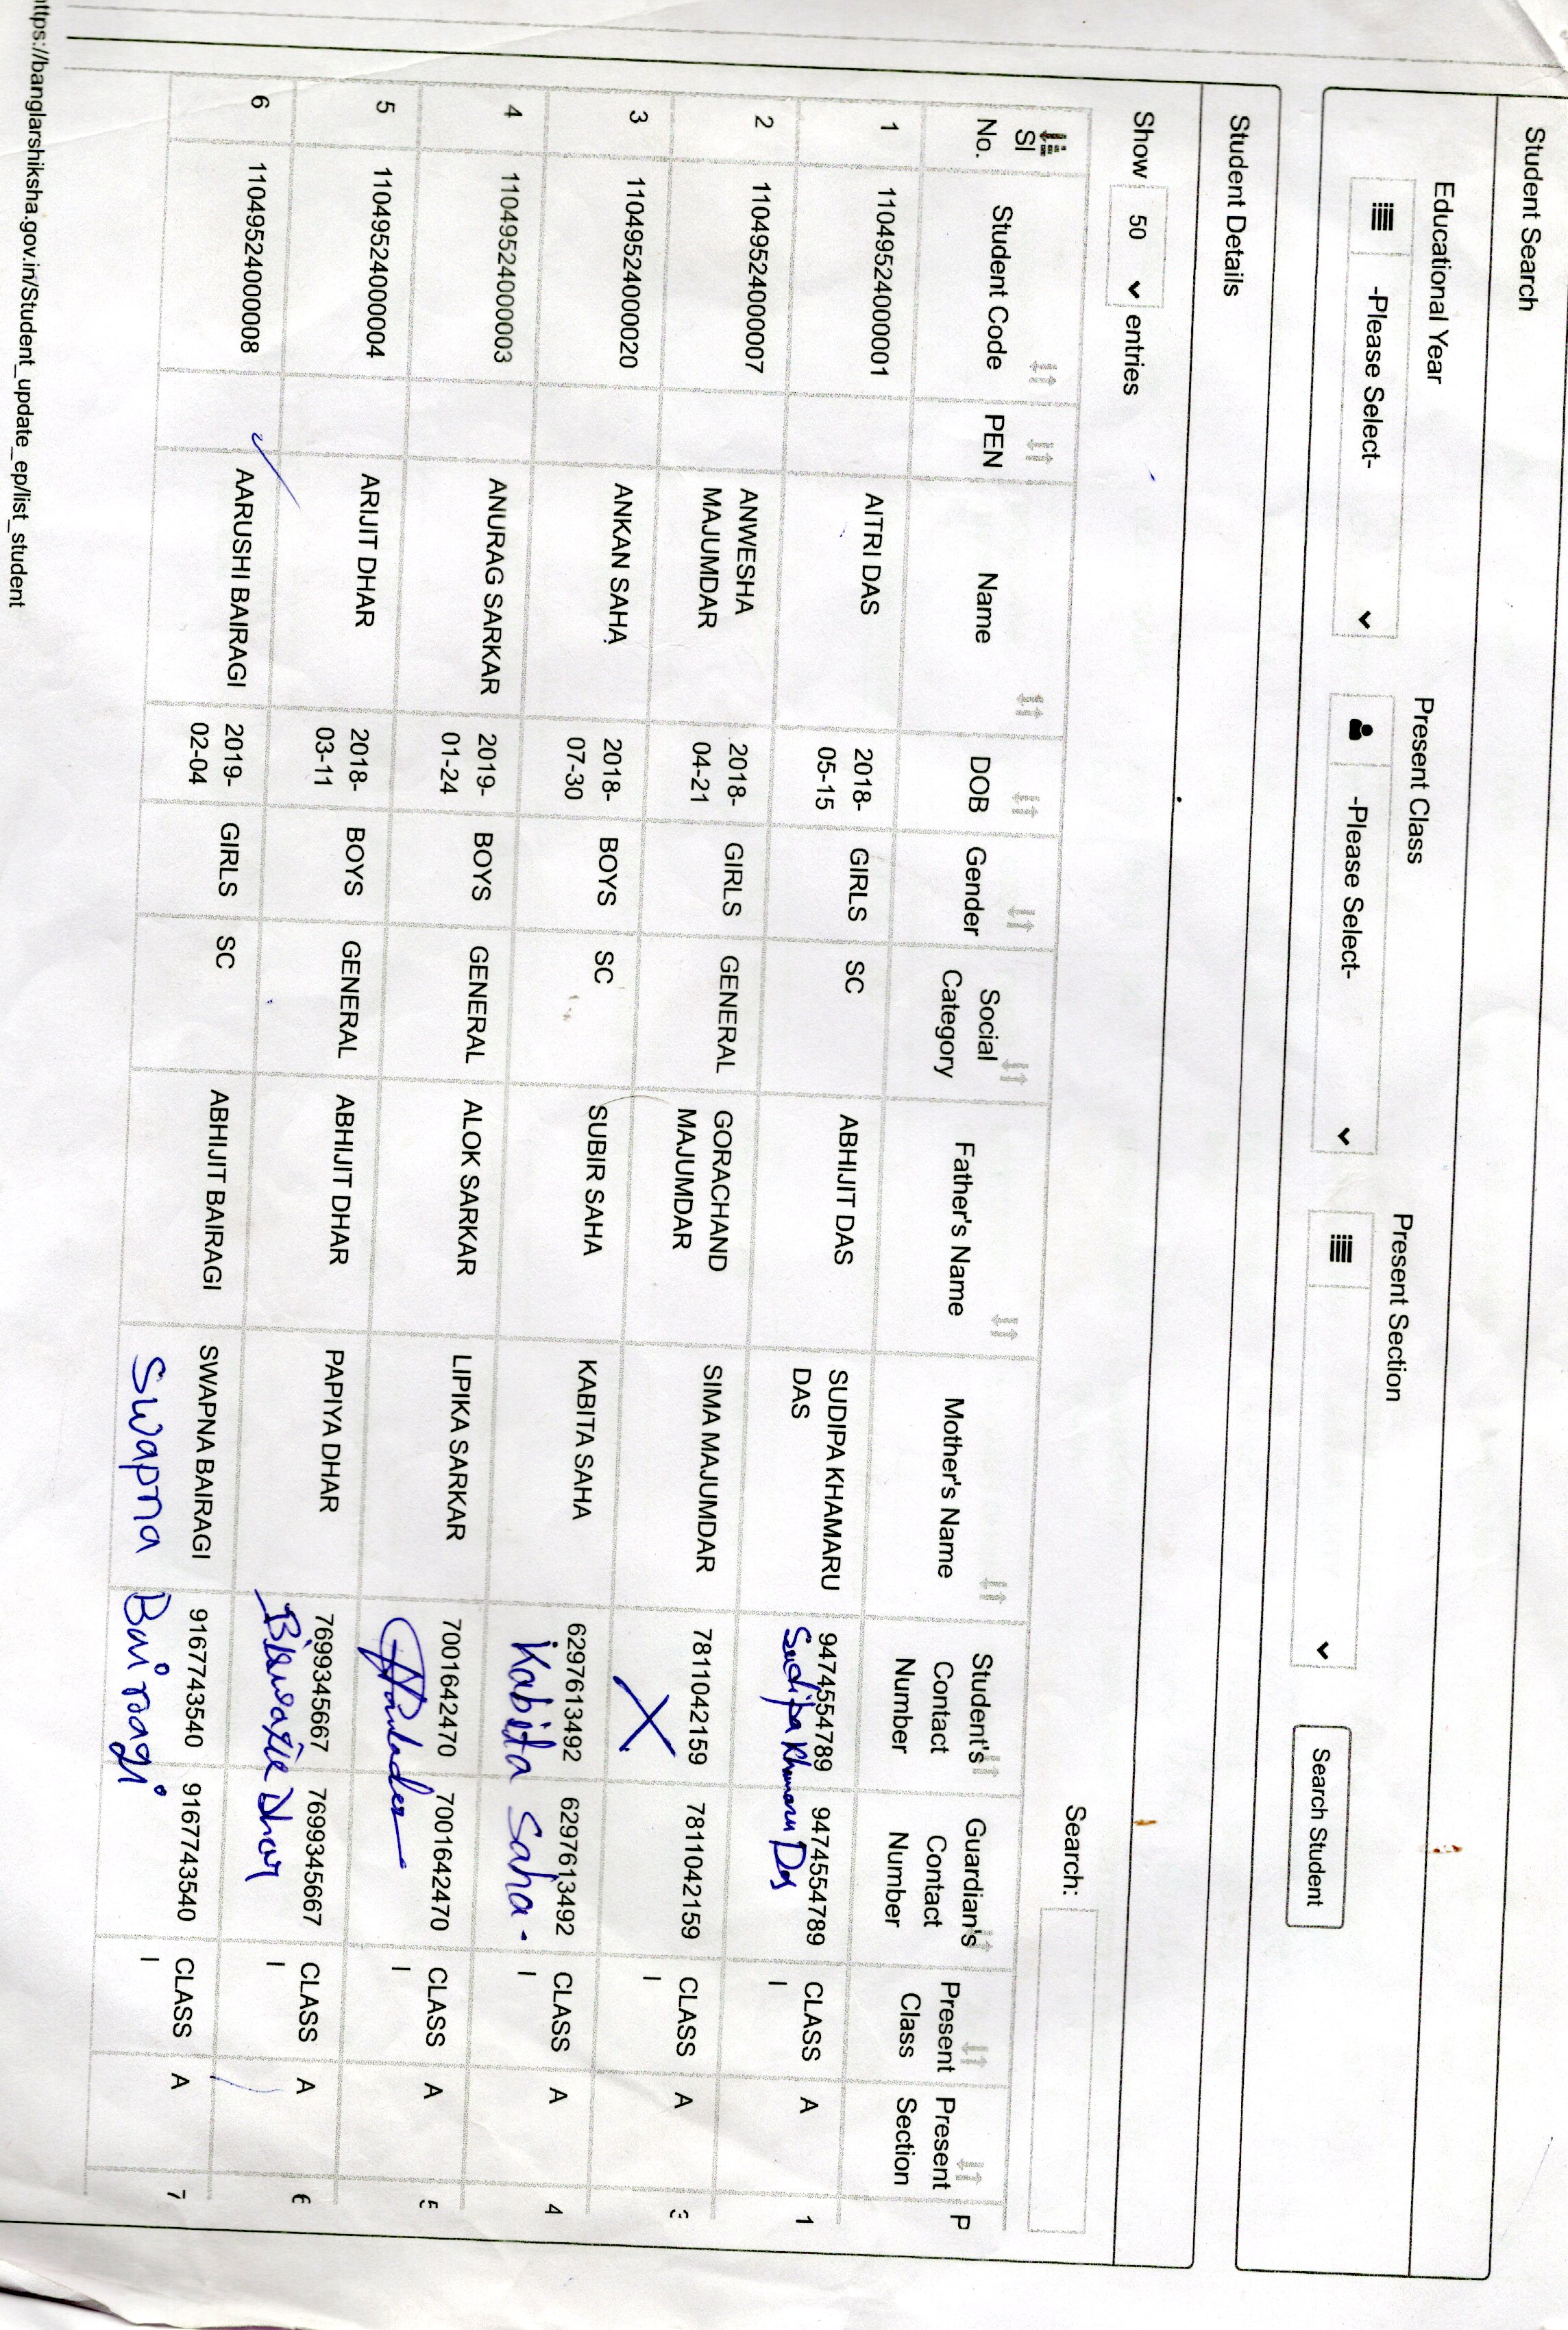 Student Search
Educational Year
Present Class
Present Section
-Please Select-
-Please Select-
Search Student
Student Details
Show 50 entries
Search:
Sl No. Student Code PEN Name DOB Gender Social Category Father's Name Mother's Name Student's Contact Number Guardian's Contact Number Present Class Present Section P
1 11049524000001 AITRI DAS 2018-05-15 GIRLS SC ABHIJIT DAS SUDIPA KHAMARU DAS 9474554789 9474554789 CLASS I A 1
Sudipa Khamaru Das
2 11049524000007 ANWESHA MAJUMDAR 2018-04-21 GIRLS GENERAL GORACHAND MAJUMDAR SIMA MAJUMDAR 7811042159 7811042159 CLASS I A
X
3 11049524000020 ANKAN SAHA 2018-07-30 BOYS SC SUBIR SAHA KABITA SAHA 6297613492 6297613492 CLASS I A 4
Kabita Saha.
4 11049524000003 ANURAG SARKAR 2019-01-24 BOYS GENERAL ALOK SARKAR LIPIKA SARKAR 7001642470 7001642470 CLASS I A
5 11049524000004 ARIJIT DHAR 2018-03-11 BOYS GENERAL ABHIJIT DHAR PAPIYA DHAR 7699345667 7699345667 CLASS I A
Dhar
6 11049524000008 AARUSHI BAIRAGI 2019-02-04 GIRLS SC ABHIJIT BAIRAGI SWAPNA BAIRAGI 9167743540 9167743540 CLASS I A 7
Swapna Bairagi
https://banglarshiksha.gov.in/Student_update_ep/list_student